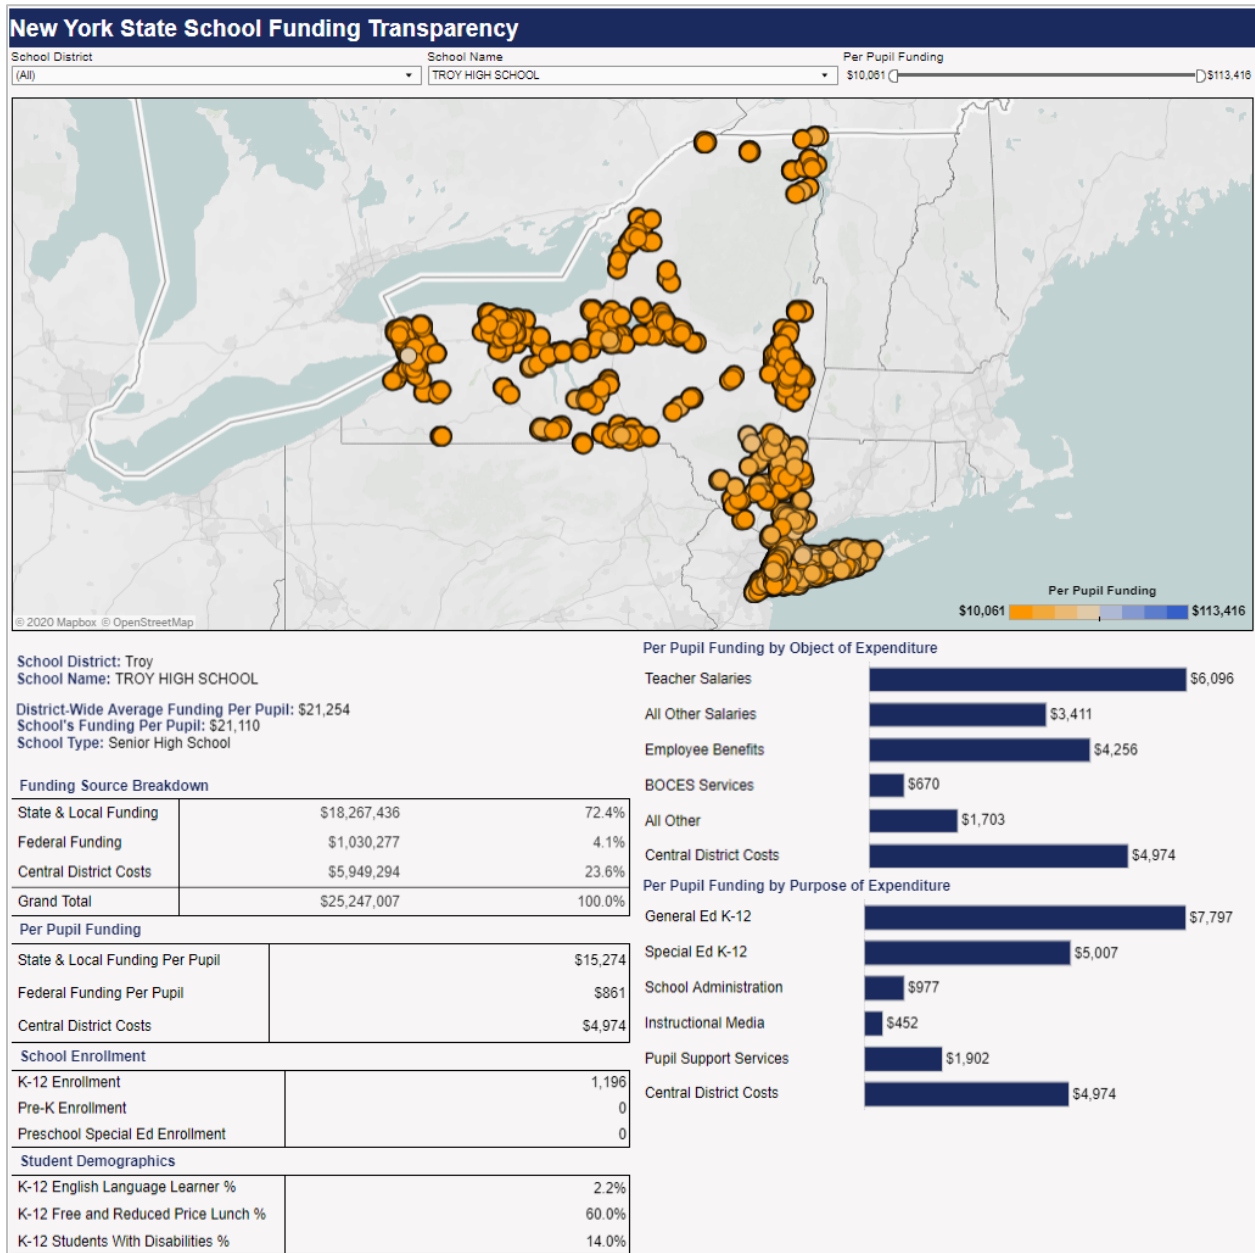 New York State School Funding Transparency
School District
School Name
Per Pupil Funding
(All)
TROY HIGH SCHOOL
$10,061
$113,416
Per Pupil Funding
$10,061
$113,416
© 2020 Mapbox © OpenStreetMap
School District: Troy
School Name: TROY HIGH SCHOOL
District-Wide Average Funding Per Pupil: $21,254
School's Funding Per Pupil: $21,110
School Type: Senior High School
Funding Source Breakdown
State & Local Funding $18,267,436 72.4%
Federal Funding $1,030,277 4.1%
Central District Costs $5,949,294 23.6%
Grand Total $25,247,007 100.0%
Per Pupil Funding
State & Local Funding Per Pupil $15,274
Federal Funding Per Pupil $861
Central District Costs $4,974
School Enrollment
K-12 Enrollment 1,196
Pre-K Enrollment 0
Preschool Special Ed Enrollment 0
Student Demographics
K-12 English Language Learner % 2.2%
K-12 Free and Reduced Price Lunch % 60.0%
K-12 Students With Disabilities % 14.0%
Per Pupil Funding by Object of Expenditure
Teacher Salaries $6,096
All Other Salaries $3,411
Employee Benefits $4,256
BOCES Services $670
All Other $1,703
Central District Costs $4,974
Per Pupil Funding by Purpose of Expenditure
General Ed K-12 $7,797
Special Ed K-12 $5,007
School Administration $977
Instructional Media $452
Pupil Support Services $1,902
Central District Costs $4,974